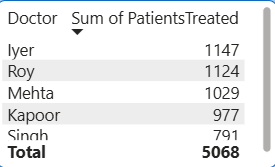 Doctor Sum of PatientsTreated
Iyer 1147
Roy 1124
Mehta 1029
Kapoor 977
Singh 791
Total 5068